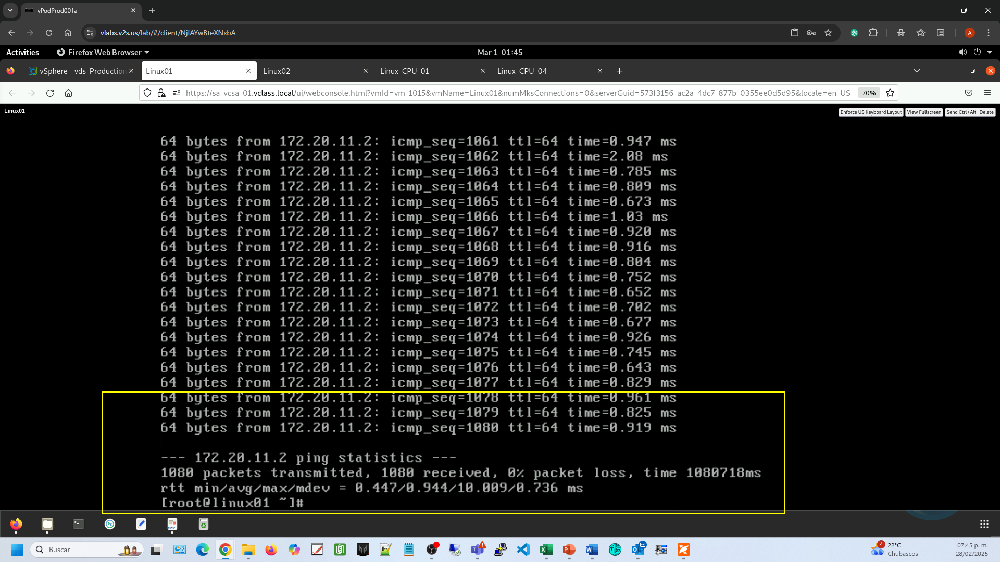 vPodProd001a
vlabs.v2s.us/lab/#/client/NjIAYwBteXNxbA
A
Activities
Firefox Web Browser
Mar 1 01:45
vSphere - vds-Production
Linux01
Linux02
Linux-CPU-01
Linux-CPU-04
https://sa-vcsa-01.vclass.local/ui/webconsole.html?vmId=vm-1015&vmName=Linux01&numMksConnections=0&serverGuid=573f3156-ac2a-4dc7-877b-0355ee0d5d95&locale=en-US
70%
Linux01
Enforce US Keyboard Layout
View Fullscreen
Send Ctrl+Alt+Delete
64 bytes from 172.20.11.2: icmp_seq=1061 ttl=64 time=0.947 ms
64 bytes from 172.20.11.2: icmp_seq=1062 ttl=64 time=2.08 ms
64 bytes from 172.20.11.2: icmp_seq=1063 ttl=64 time=0.785 ms
64 bytes from 172.20.11.2: icmp_seq=1064 ttl=64 time=0.809 ms
64 bytes from 172.20.11.2: icmp_seq=1065 ttl=64 time=0.673 ms
64 bytes from 172.20.11.2: icmp_seq=1066 ttl=64 time=1.03 ms
64 bytes from 172.20.11.2: icmp_seq=1067 ttl=64 time=0.920 ms
64 bytes from 172.20.11.2: icmp_seq=1068 ttl=64 time=0.916 ms
64 bytes from 172.20.11.2: icmp_seq=1069 ttl=64 time=0.804 ms
64 bytes from 172.20.11.2: icmp_seq=1070 ttl=64 time=0.752 ms
64 bytes from 172.20.11.2: icmp_seq=1071 ttl=64 time=0.652 ms
64 bytes from 172.20.11.2: icmp_seq=1072 ttl=64 time=0.702 ms
64 bytes from 172.20.11.2: icmp_seq=1073 ttl=64 time=0.677 ms
64 bytes from 172.20.11.2: icmp_seq=1074 ttl=64 time=0.926 ms
64 bytes from 172.20.11.2: icmp_seq=1075 ttl=64 time=0.745 ms
64 bytes from 172.20.11.2: icmp_seq=1076 ttl=64 time=0.643 ms
64 bytes from 172.20.11.2: icmp_seq=1077 ttl=64 time=0.829 ms
64 bytes from 172.20.11.2: icmp_seq=1078 ttl=64 time=0.961 ms
64 bytes from 172.20.11.2: icmp_seq=1079 ttl=64 time=0.825 ms
64 bytes from 172.20.11.2: icmp_seq=1080 ttl=64 time=0.919 ms
--- 172.20.11.2 ping statistics ---
1080 packets transmitted, 1080 received, 0% packet loss, time 1080718ms
rtt min/avg/max/mdev = 0.447/0.944/10.009/0.736 ms
[root@linux01 ~]#
Buscar
4
22°C
Chubascos
07:45 p. m.
28/02/2025